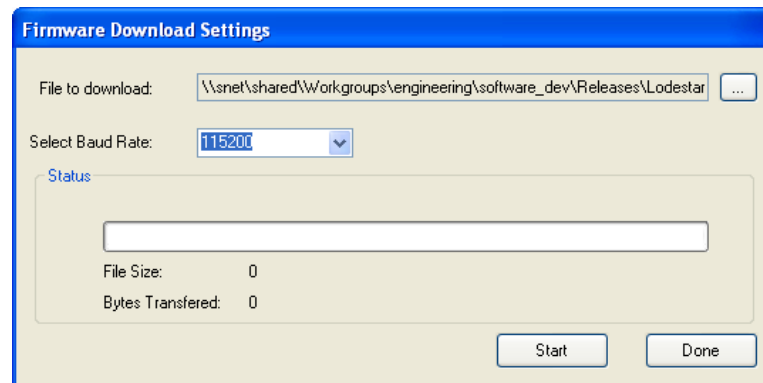 Firmware Download Settings
File to download: \\snet\shared\Workgroups\engineering\software_dev\Releases\Lodestar ...
Select Baud Rate: 115200
Status
File Size: 0
Bytes Transfered: 0
Start Done